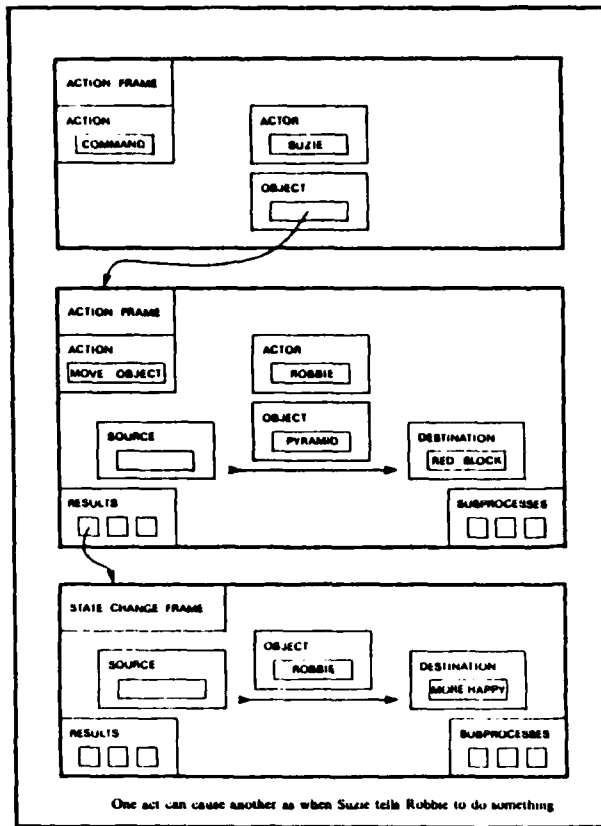 ACTION FRAME
ACTION
COMMAND
ACTOR
SUZIE
OBJECT
ACTION FRAME
ACTION
MOVE OBJECT
ACTOR
ROBBIE
OBJECT
PYRAMID
SOURCE
DESTINATION
RED BLOCK
RESULTS
SUBPROCESSES
STATE CHANGE FRAME
OBJECT
ROBBIE
SOURCE
DESTINATION
MORE HAPPY
RESULTS
SUBPROCESSES
One act can cause another as when Suzie tells Robbie to do something